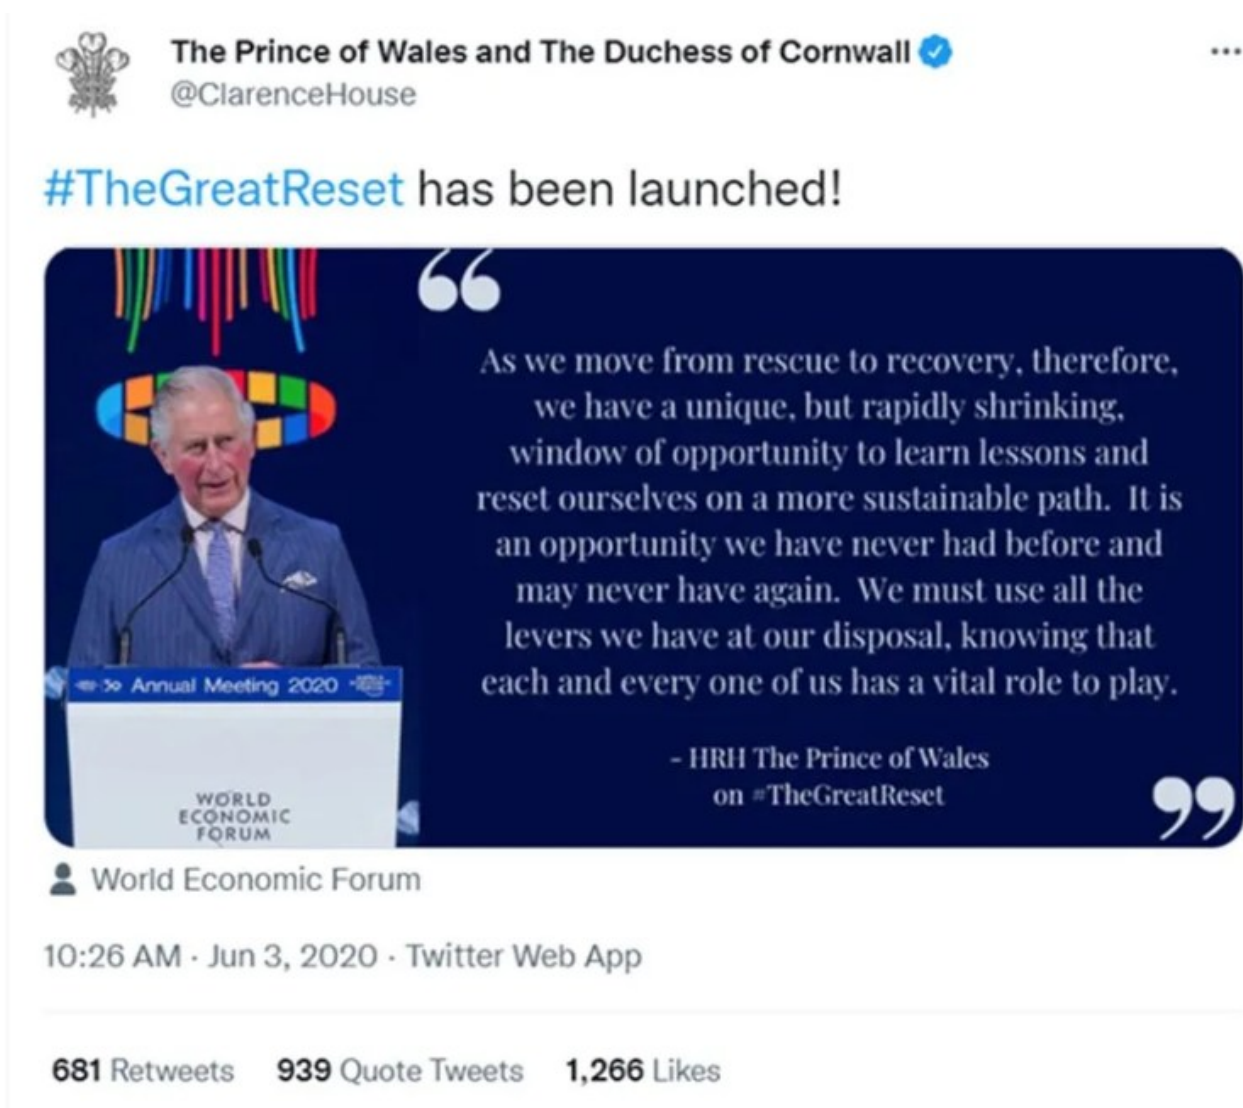 The Prince of Wales and The Duchess of Cornwall
@ClarenceHouse
#TheGreatReset has been launched!
“
As we move from rescue to recovery, therefore,
we have a unique, but rapidly shrinking,
window of opportunity to learn lessons and
reset ourselves on a more sustainable path. It is
an opportunity we have never had before and
may never have again. We must use all the
levers we have at our disposal, knowing that
each and every one of us has a vital role to play.
- HRH The Prince of Wales
on #TheGreatReset
”
Annual Meeting 2020
WORLD
ECONOMIC
FORUM
World Economic Forum
10:26 AM · Jun 3, 2020 · Twitter Web App
681 Retweets 939 Quote Tweets 1,266 Likes